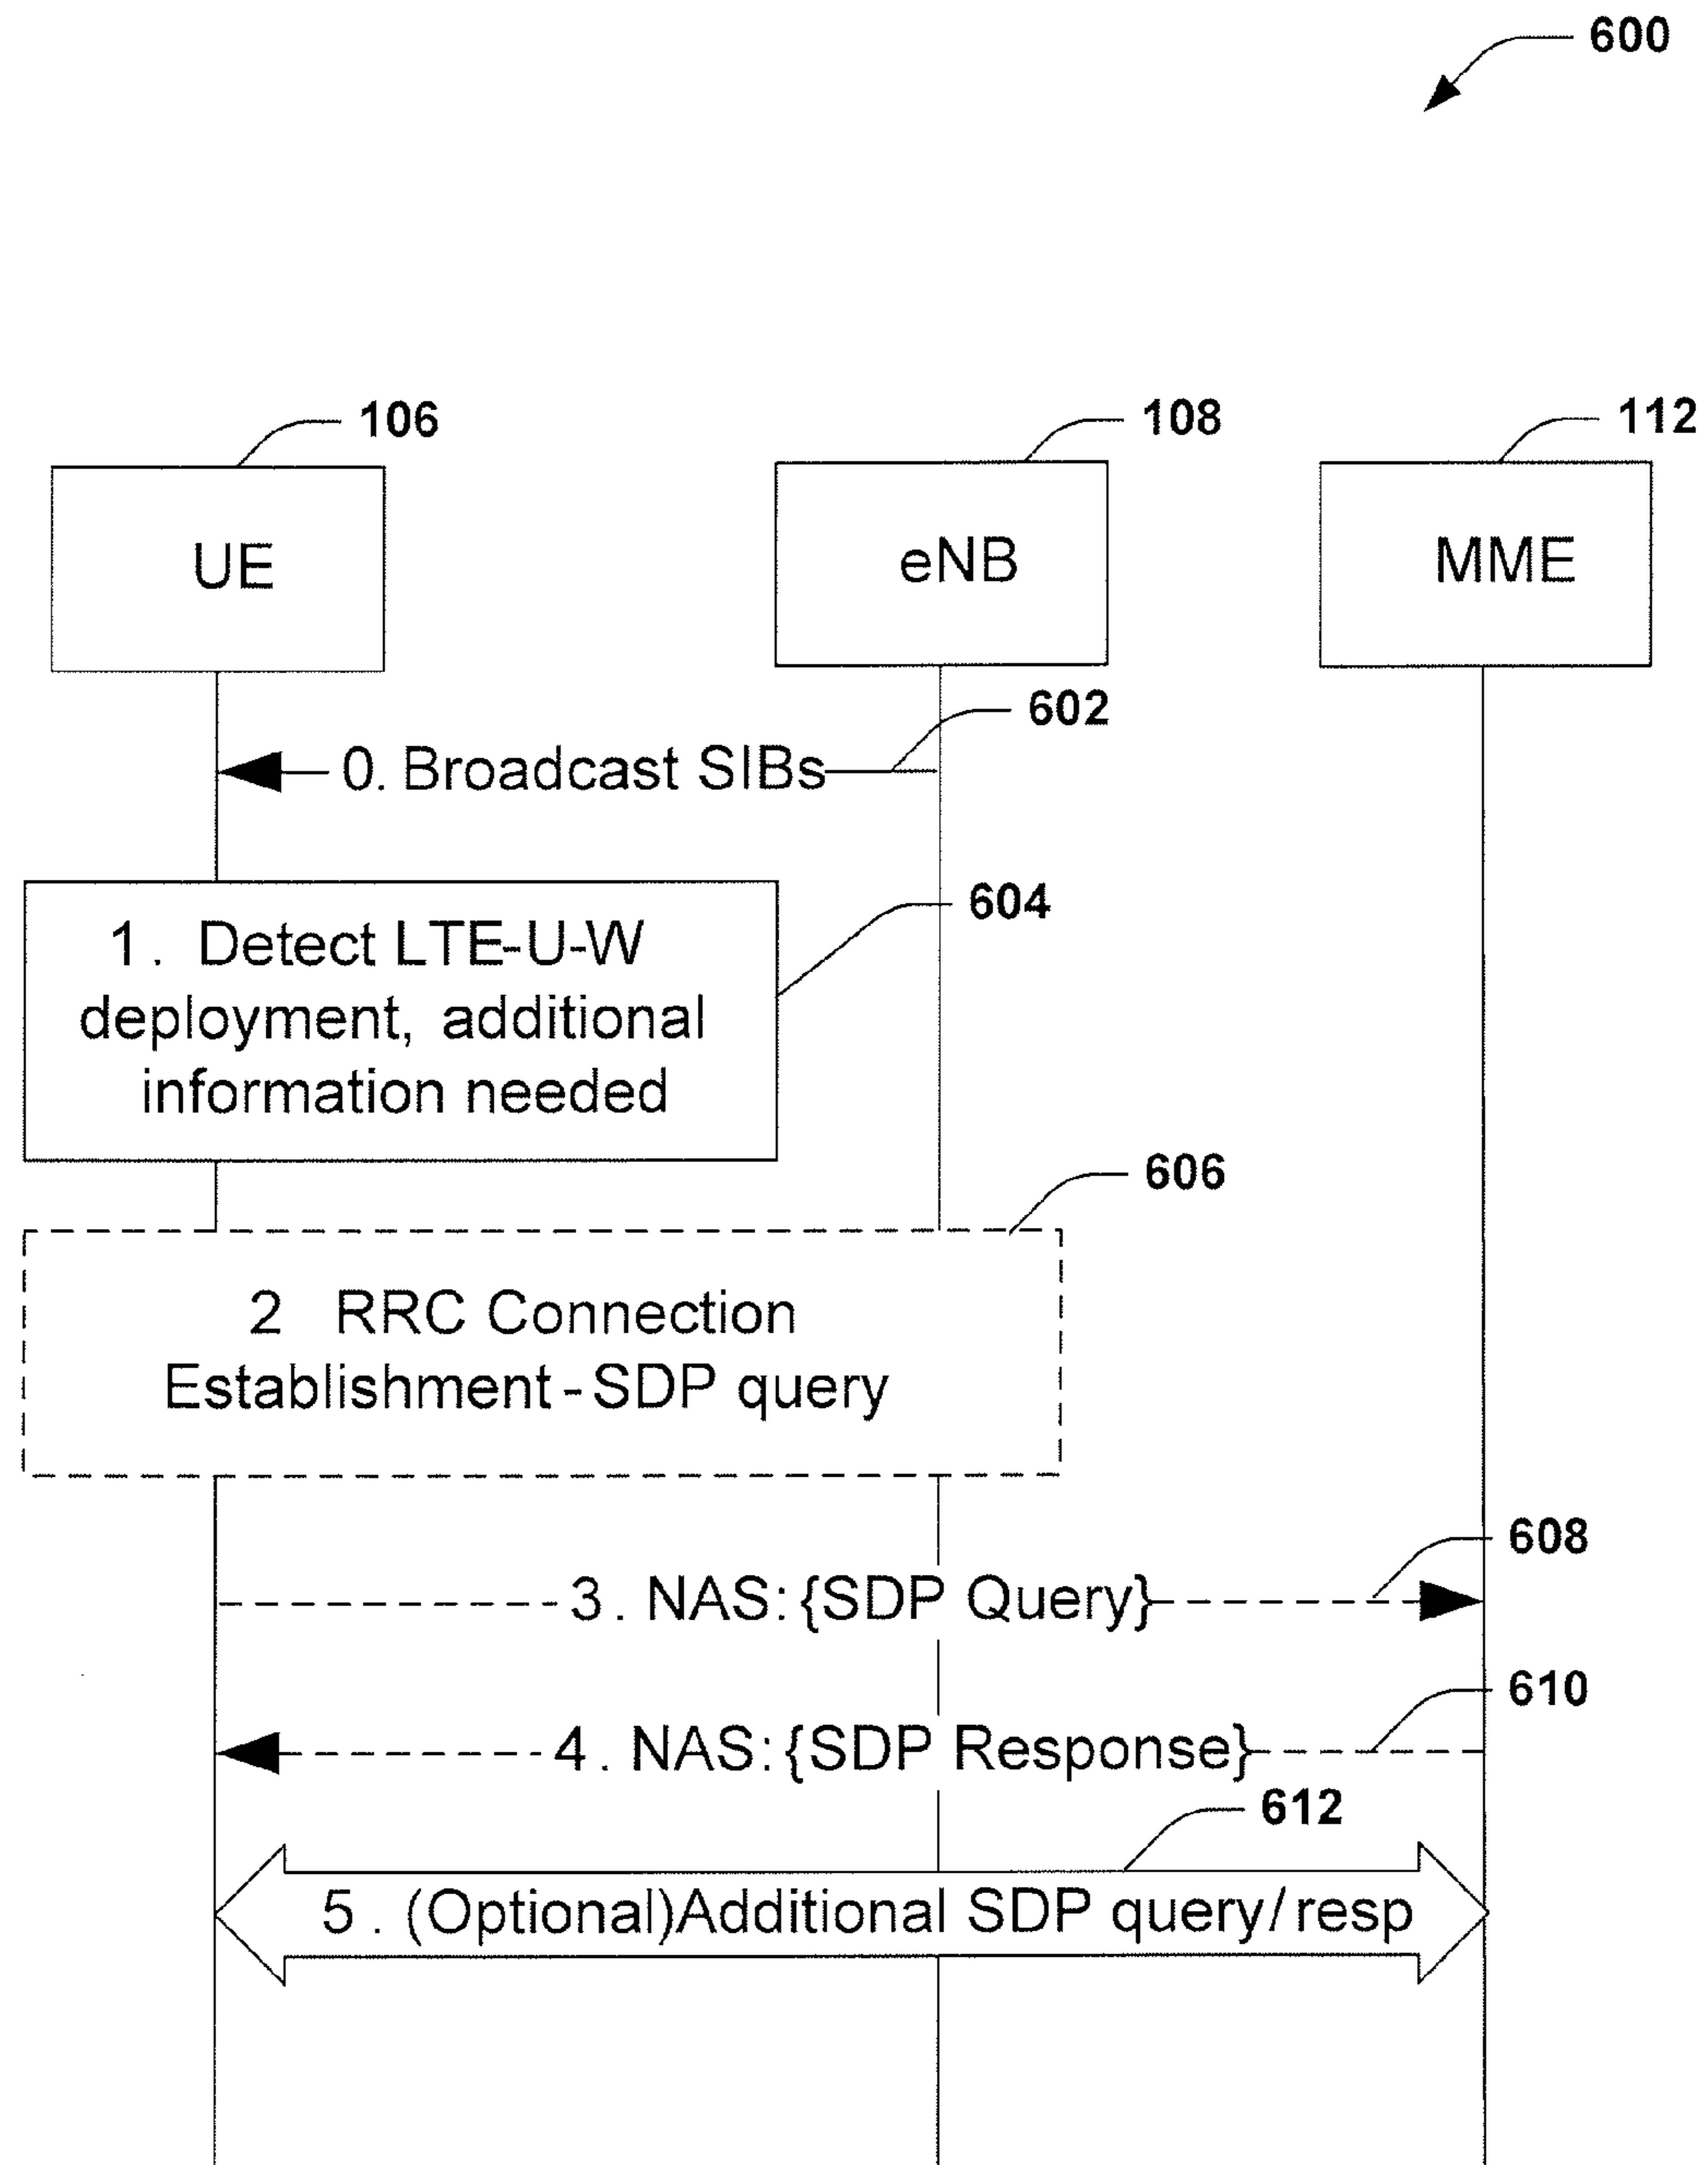 600
106
108
112
UE
eNB
MME
602
0. Broadcast SIBs
604
1. Detect LTE-U-W
deployment, additional
information needed
606
2 RRC Connection
Establishment-SDP query
608
3. NAS:{SDP Query}
610
4. NAS:{SDP Response}
612
5. (Optional)Additional SDP query/resp